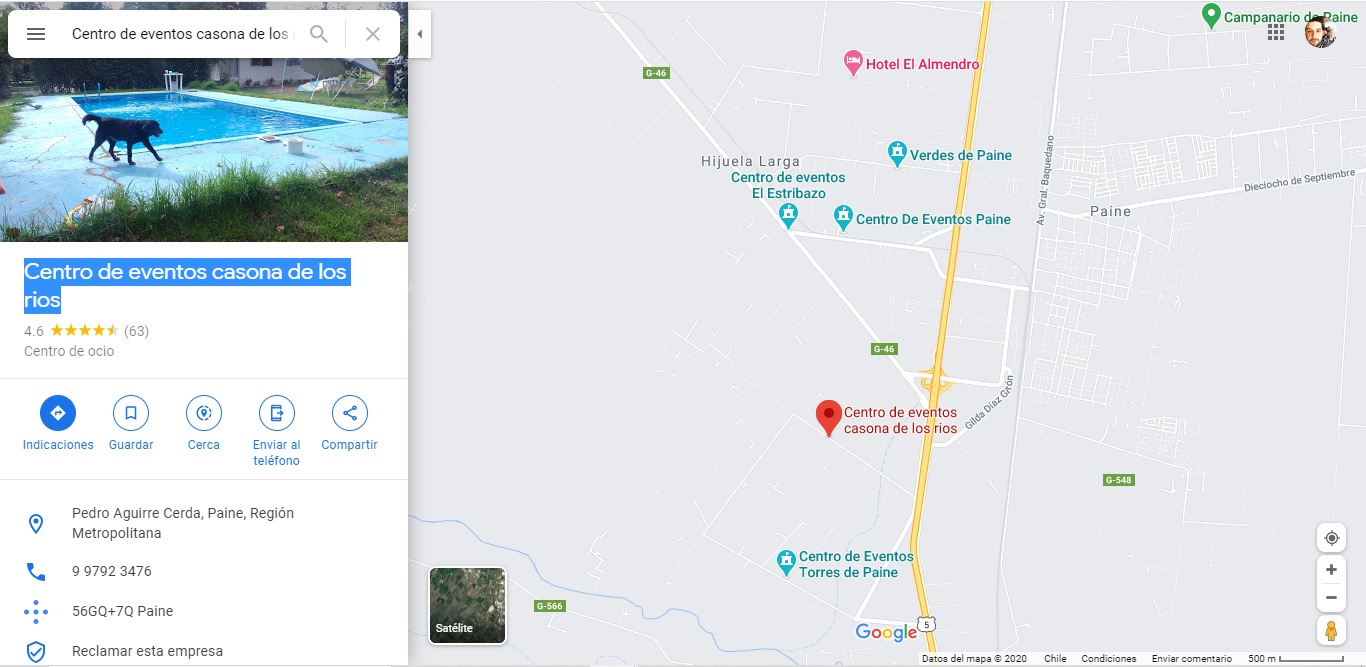 Centro de eventos casona de los
Centro de eventos casona de los
rios
4.6
(63)
Centro de ocio
Indicaciones
Guardar
Cerca
Enviar al
teléfono
Compartir
Pedro Aguirre Cerda, Paine, Región
Metropolitana
9 9792 3476
56GQ+7Q Paine
Reclamar esta empresa
Campanario de Paine
Hotel El Almendro
G-46
Verdes de Paine
Hijuela Larga
Centro de eventos
El Estribazo
Centro De Eventos Paine
Av. Gral. Baquedano
Dieciocho de Septiembre
Paine
G-46
Gilda Díaz Grón
Centro de eventos
casona de los rios
G-548
Centro de Eventos
Torres de Paine
G-566
Satélite
Google
5
Datos del mapa © 2020 Chile Condiciones Enviar comentario 500 m